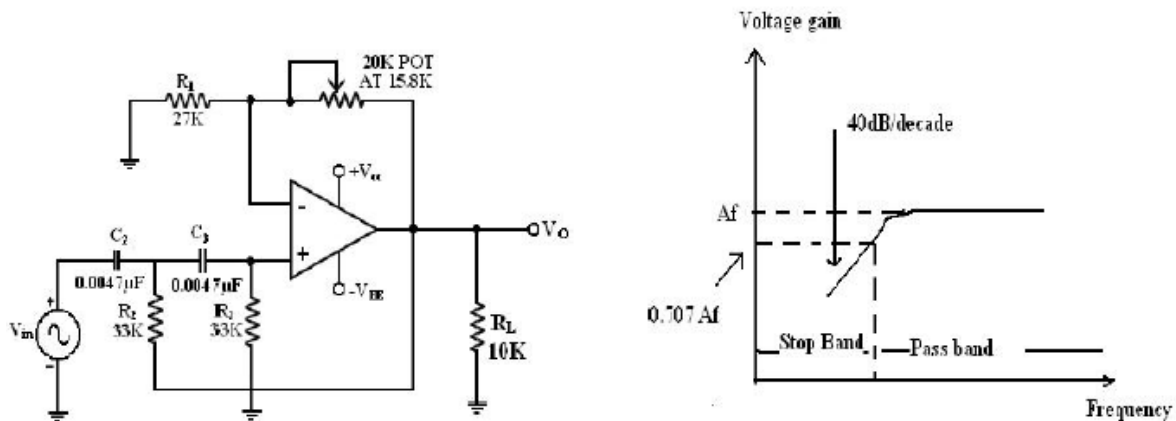 20K POT
AT 15.8K
R1
27K
+Vcc
-
+
-VEE
VO
C2
0.0047μF
C3
0.0047μF
R2
33K
R3
33K
+
Vin
-
RL
10K
Voltage gain
40dB/decade
Af
0.707 Af
Stop Band
Pass band
Frequency